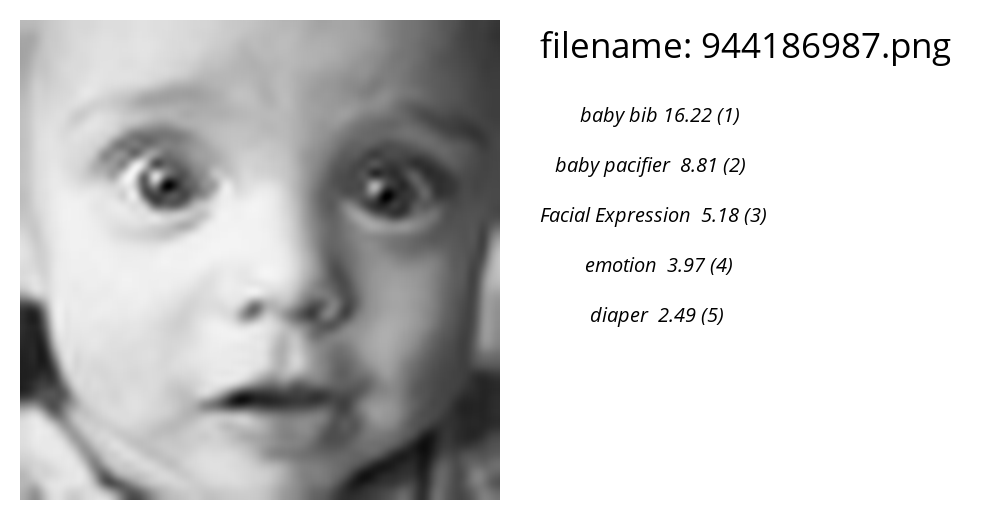 filename: 944186987.png
baby bib 16.22 (1)
baby pacifier 8.81 (2)
Facial Expression 5.18 (3)
emotion 3.97 (4)
diaper 2.49 (5)